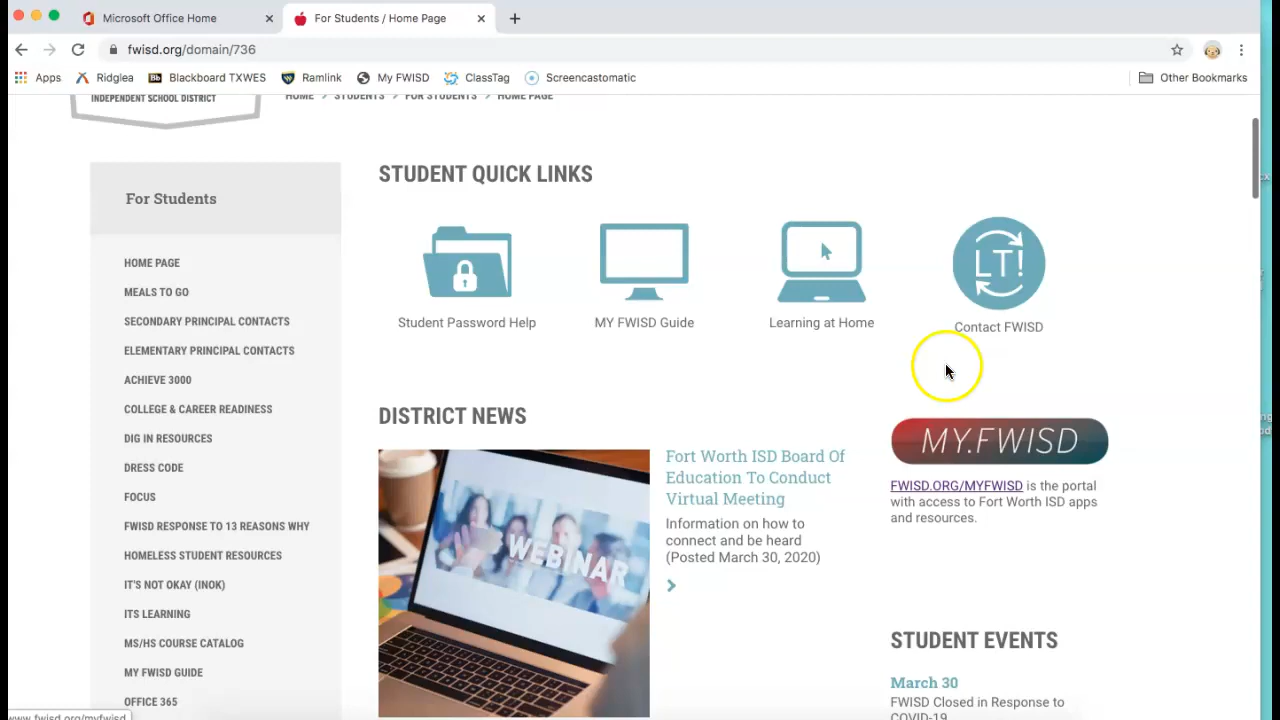 Microsoft Office Home
For Students / Home Page
fwisd.org/domain/736
Apps
Ridglea
Blackboard TXWES
Ramlink
My FWISD
ClassTag
Screencastomatic
Other Bookmarks
INDEPENDENT SCHOOL DISTRICT
HOME > STUDENTS > FOR STUDENTS > HOME PAGE
For Students
HOME PAGE
MEALS TO GO
SECONDARY PRINCIPAL CONTACTS
ELEMENTARY PRINCIPAL CONTACTS
ACHIEVE 3000
COLLEGE & CAREER READINESS
DIG IN RESOURCES
DRESS CODE
FOCUS
FWISD RESPONSE TO 13 REASONS WHY
HOMELESS STUDENT RESOURCES
IT'S NOT OKAY (INOK)
ITS LEARNING
MS/HS COURSE CATALOG
MY FWISD GUIDE
OFFICE 365
STUDENT QUICK LINKS
Student Password Help
MY FWISD Guide
Learning at Home
LT!
Contact FWISD
DISTRICT NEWS
WEBINAR
Fort Worth ISD Board Of
Education To Conduct
Virtual Meeting
Information on how to
connect and be heard
(Posted March 30, 2020)
MY.FWISD
FWISD.ORG/MYFWISD is the portal
with access to Fort Worth ISD apps
and resources.
STUDENT EVENTS
March 30
FWISD Closed in Response to
COVID-19
www.fwisd.org/myfwisd